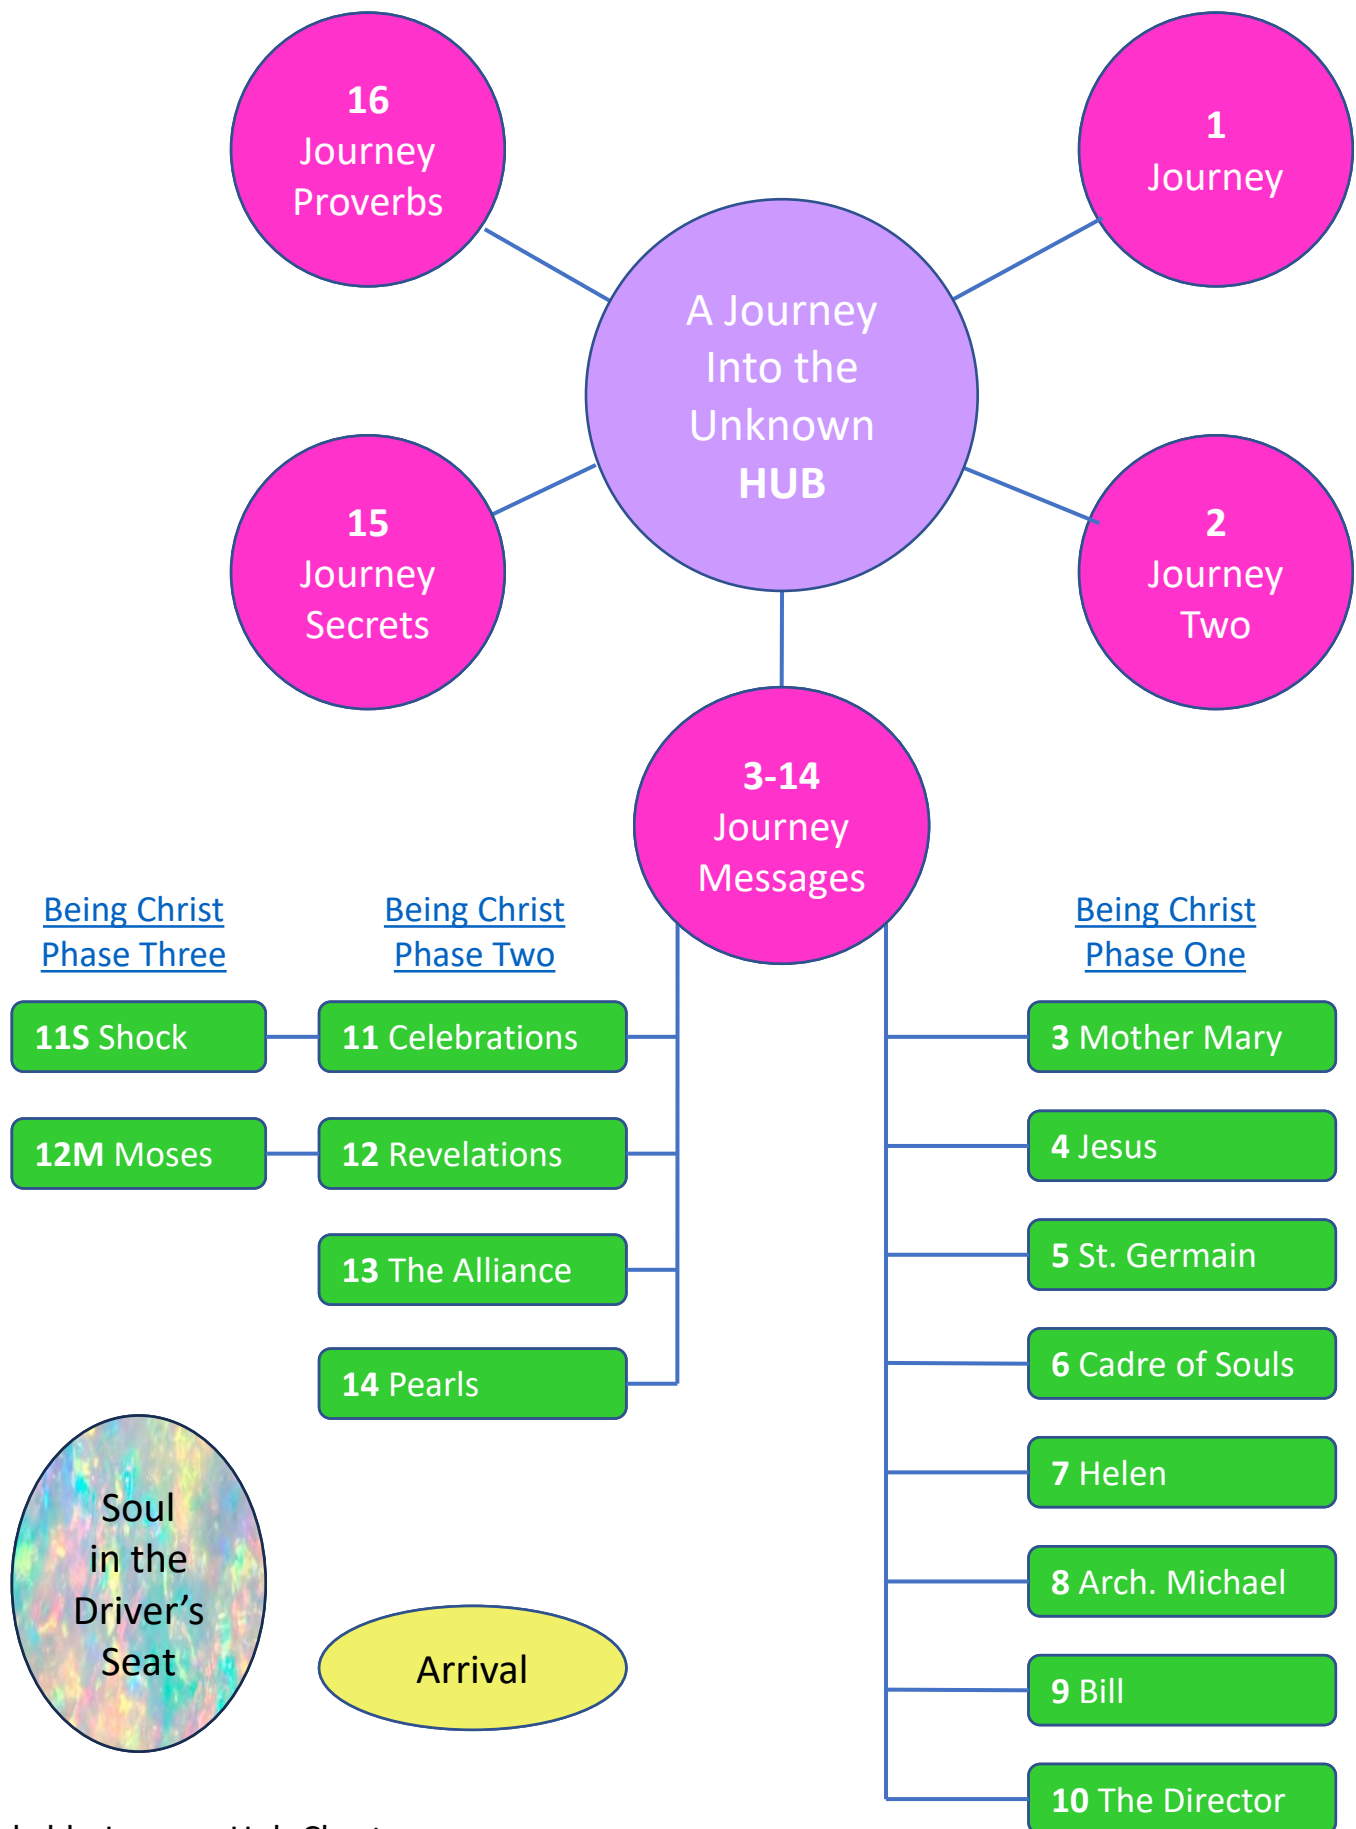 16
Journey
Proverbs
1
Journey
A Journey
Into the
Unknown
HUB
15
Journey
Secrets
2
Journey
Two
3-14
Journey
Messages
Being Christ
Phase Three
Being Christ
Phase Two
Being Christ
Phase One
11S Shock
11 Celebrations
3 Mother Mary
12M Moses
12 Revelations
4 Jesus
13 The Alliance
5 St. Germain
14 Pearls
6 Cadre of Souls
7 Helen
8 Arch. Michael
9 Bill
10 The Director
Soul
in the
Driver’s
Seat
Arrival